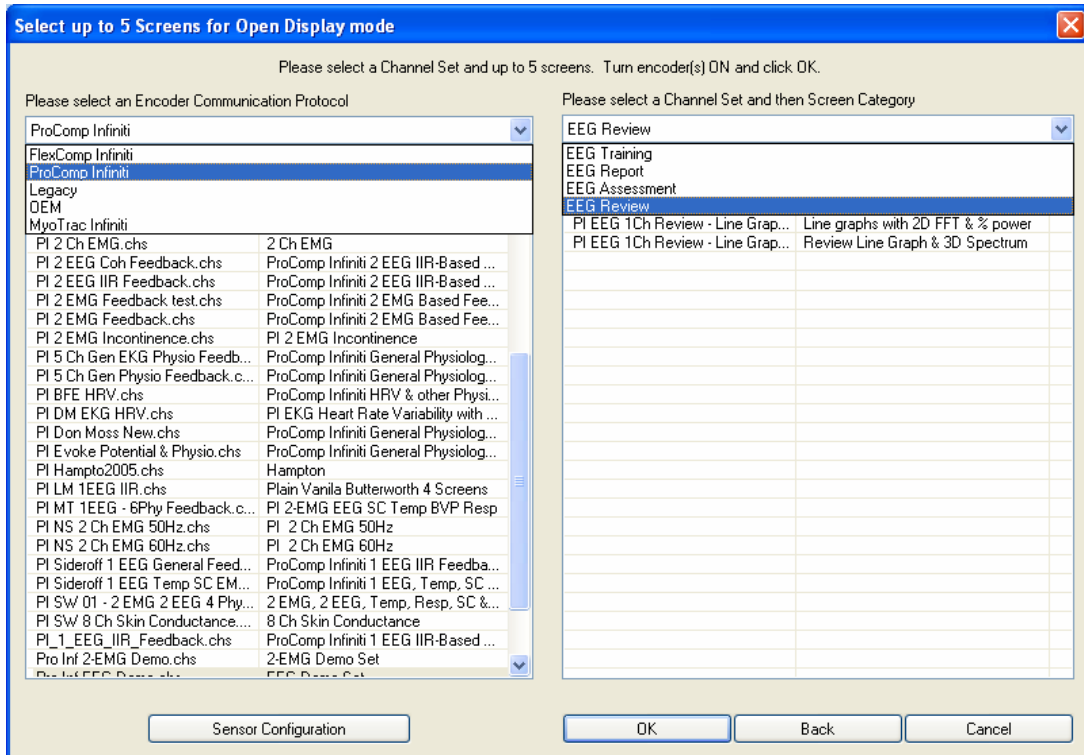 Select up to 5 Screens for Open Display mode
Please select a Channel Set and up to 5 screens. Turn encoder(s) ON and click OK.
Please select an Encoder Communication Protocol
ProComp Infiniti
FlexComp Infiniti
ProComp Infiniti
Legacy
OEM
MyoTrac Infiniti
PI 2 Ch EMG.chs 2 Ch EMG
PI 2 EEG Coh Feedback.chs ProComp Infiniti 2 EEG IIR-Based ...
PI 2 EEG IIR Feedback.chs ProComp Infiniti 2 EEG IIR-Based ...
PI 2 EMG Feedback test.chs ProComp Infiniti 2 EMG Based Fee...
PI 2 EMG Feedback.chs ProComp Infiniti 2 EMG Based Fee...
PI 2 EMG Incontinence.chs PI 2 EMG Incontinence
PI 5 Ch Gen EKG Physio Feedb... ProComp Infiniti General Physiolog...
PI 5 Ch Gen Physio Feedback.c... ProComp Infiniti General Physiolog...
PI BFE HRV.chs ProComp Infiniti HRV & other Physi...
PI DM EKG HRV.chs PI EKG Heart Rate Variability with ...
PI Don Moss New.chs ProComp Infiniti General Physiolog...
PI Evoke Potential & Physio.chs ProComp Infiniti General Physiolog...
PI Hampto2005.chs Hampton
PI LM 1EEG IIR.chs Plain Vanila Butterworth 4 Screens
PI MT 1EEG - 6Phy Feedback.c... PI 2-EMG EEG SC Temp BVP Resp
PI NS 2 Ch EMG 50Hz.chs PI 2 Ch EMG 50Hz
PI NS 2 Ch EMG 60Hz.chs PI 2 Ch EMG 60Hz
PI Sideroff 1 EEG General Feed... ProComp Infiniti 1 EEG IIR Feedba...
PI Sideroff 1 EEG Temp SC EM... ProComp Infiniti 1 EEG, Temp, SC ...
PI SW 01 - 2 EMG 2 EEG 4 Phy... 2 EMG, 2 EEG, Temp, Resp, SC &...
PI SW 8 Ch Skin Conductance.... 8 Ch Skin Conductance
PI_1_EEG_IIR_Feedback.chs ProComp Infiniti 1 EEG IIR-Based ...
Pro Inf 2-EMG Demo.chs 2-EMG Demo Set
Pro Inf EEG Demo.chs EEG Demo Set
Please select a Channel Set and then Screen Category
EEG Review
EEG Training
EEG Report
EEG Assessment
EEG Review
PI EEG 1Ch Review - Line Grap... Line graphs with 2D FFT & % power
PI EEG 1Ch Review - Line Grap... Review Line Graph & 3D Spectrum
Sensor Configuration
OK
Back
Cancel